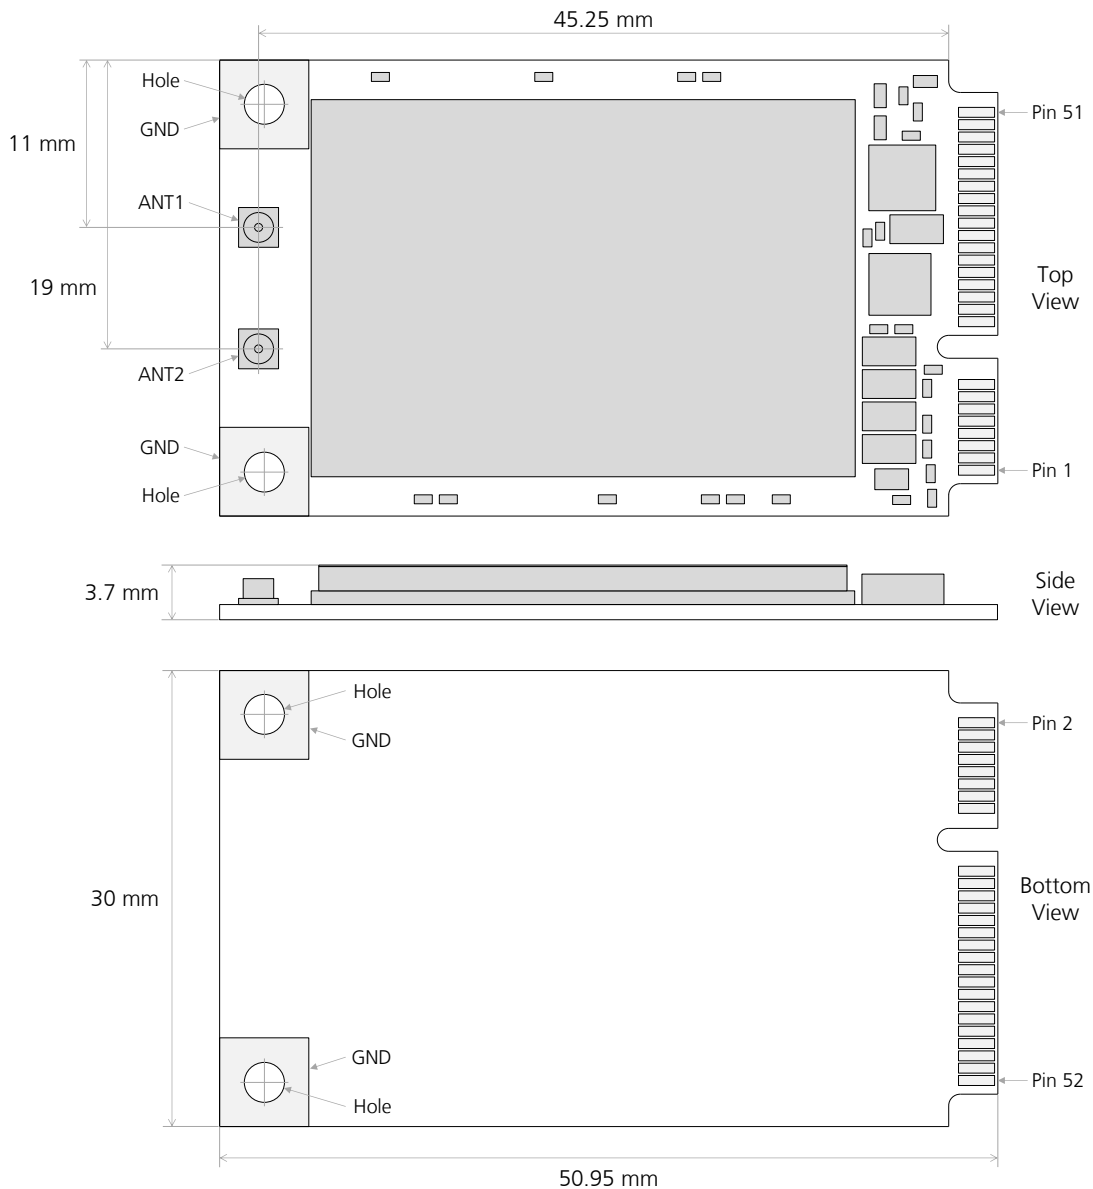 45.25 mm
Hole
GND
11 mm
ANT1
19 mm
ANT2
GND
Hole
Pin 51
Top
View
Pin 1
3.7 mm
Side
View
Hole
GND
Pin 2
30 mm
Bottom
View
GND
Hole
Pin 52
50.95 mm